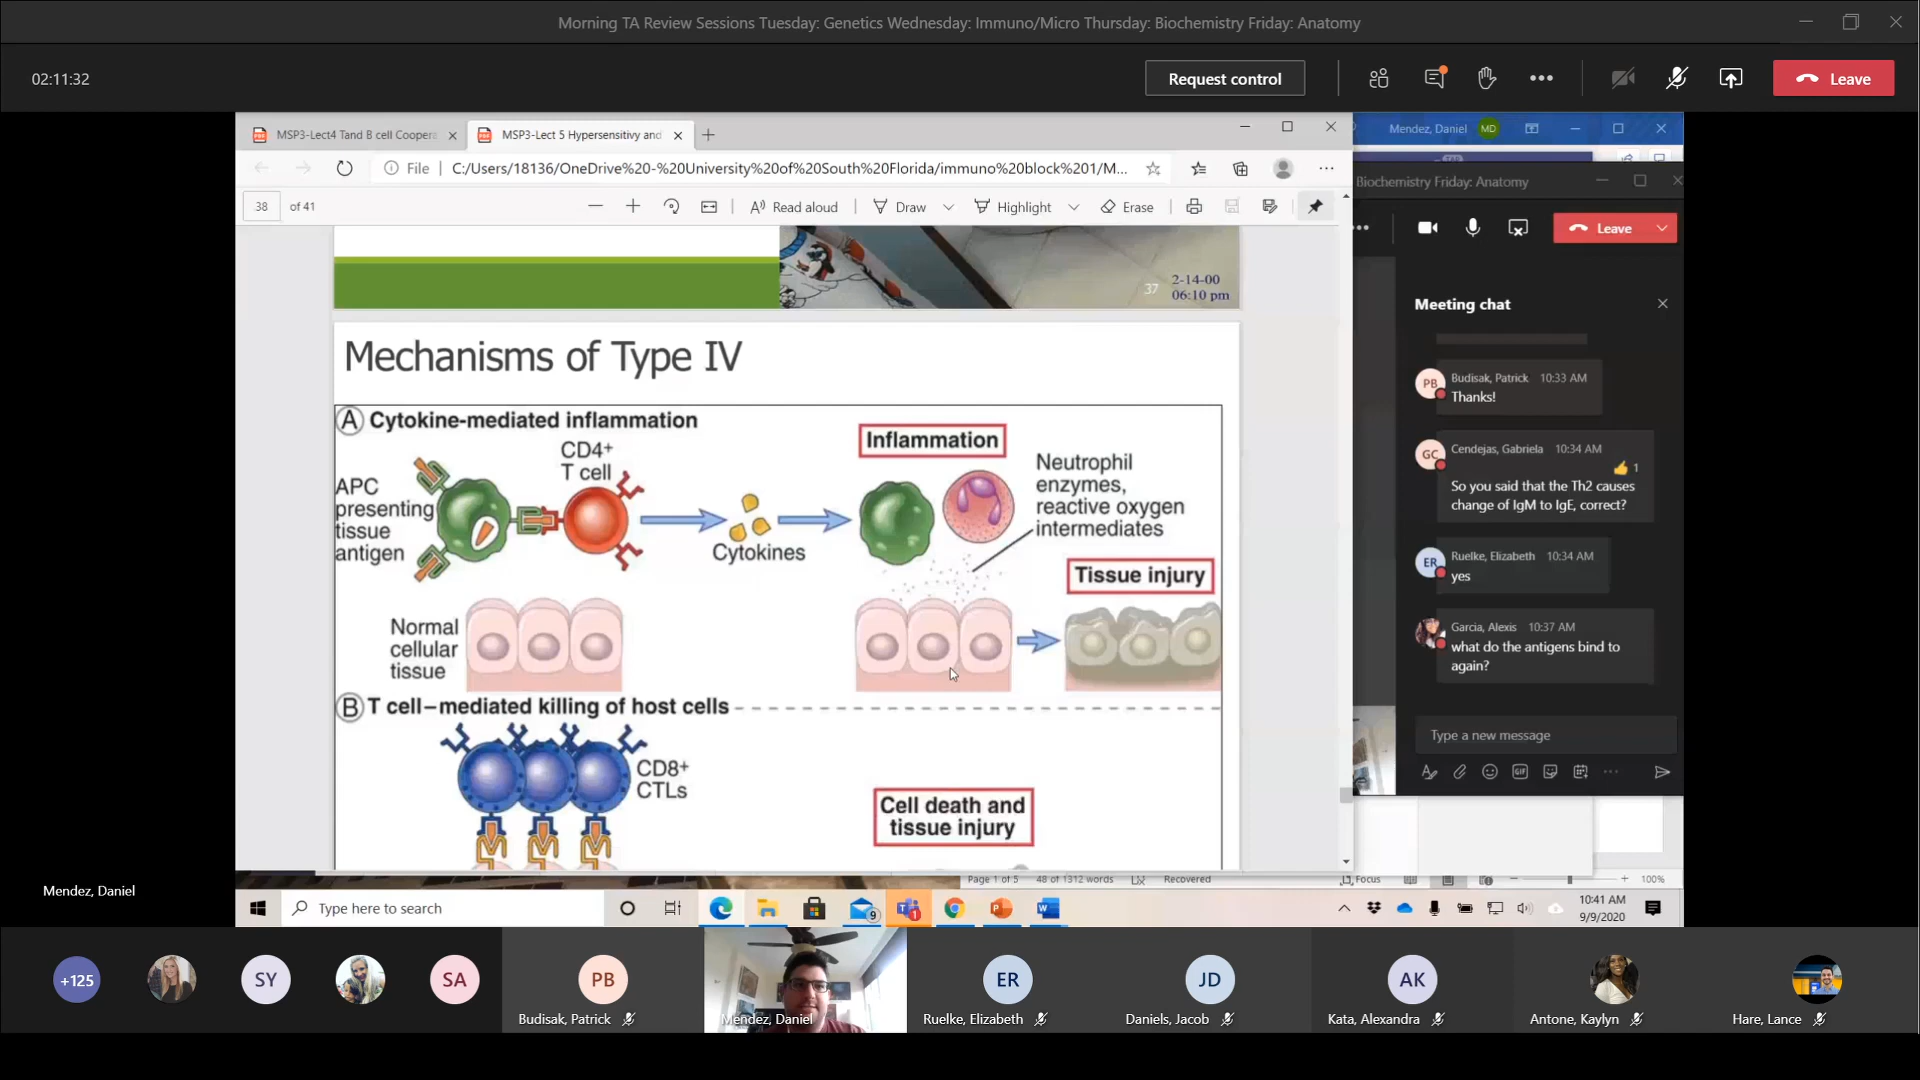 Morning TA Review Sessions Tuesday: Genetics Wednesday: Immuno/Micro Thursday: Biochemistry Friday: Anatomy
02:11:32
Request control
Leave
MSP3-Lect4 Tand B cell Coopera
MSP3-Lect 5 Hypersensitivy and
Mendez, Daniel
MD
File
C:/Users/18136/OneDrive%20-%20University%20of%20South%20Florida/immuno%20block%201/M...
Biochemistry Friday: Anatomy
38
of 41
Read aloud
Draw
Highlight
Erase
Leave
37
2-14-00
06:10 pm
Meeting chat
Budisak, Patrick 10:33 AM
PB
Thanks!
Cendejas, Gabriela 10:34 AM
GC
1
So you said that the Th2 causes
change of IgM to IgE, correct?
Ruelke, Elizabeth 10:34 AM
ER
yes
Garcia, Alexis 10:37 AM
what do the antigens bind to
again?
Type a new message
GIF
Mechanisms of Type IV
A Cytokine-mediated inflammation
CD4+
T cell
APC
presenting
tissue
antigen
Cytokines
Inflammation
Neutrophil
enzymes,
reactive oxygen
intermediates
Tissue injury
Normal
cellular
tissue
B T cell–mediated killing of host cells
CD8+
CTLs
Cell death and
tissue injury
Page 1 of 5 48 of 1312 words Recovered
Focus
100%
Mendez, Daniel
Type here to search
9
1
10:41 AM
9/9/2020
+125
SY
SA
PB
Budisak, Patrick
Mendez, Daniel
ER
Ruelke, Elizabeth
JD
Daniels, Jacob
AK
Kata, Alexandra
Antone, Kaylyn
Hare, Lance